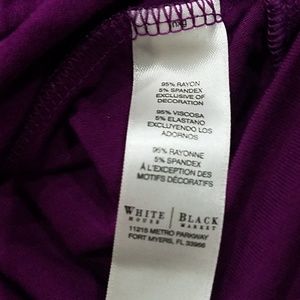 95% RAYON
5% SPANDEX
EXCLUSIVE OF
DECORATION
95% VISCOSA
5% ELASTANO
EXCLUYENDO LOS
ADORNOS
95% RAYONNE
5% SPANDEX
À L'EXCEPTION DES
MOTIFS DÉCORATIFS
WHITE | BLACK
HOUSE | MARKET
11215 METRO PARKWAY
FORT MYERS, FL 33966